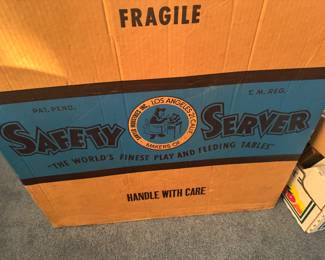 FRAGILE
PAT. PEND.
T. M. REG.
SAFETY SERVER
LOS ANGELES 21, CALIF.
MAKERS OF
"THE WORLD'S FINEST PLAY AND FEEDING TABLES"
HANDLE WITH CARE